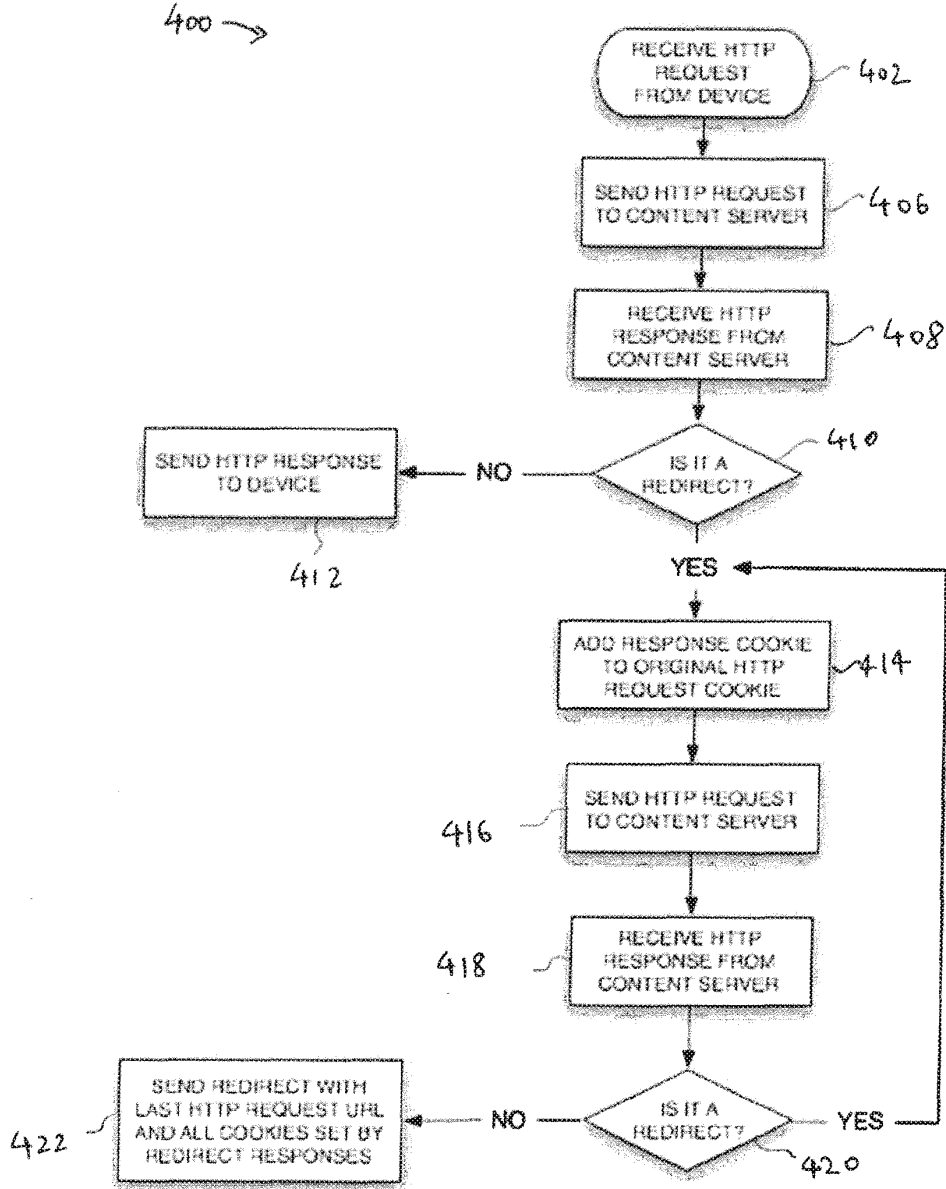 400
RECEIVE HTTP
REQUEST
FROM DEVICE
402
SEND HTTP REQUEST
TO CONTENT SERVER
406
RECEIVE HTTP
RESPONSE FROM
CONTENT SERVER
408
IS IT A
REDIRECT?
410
NO
SEND HTTP RESPONSE
TO DEVICE
412
YES
ADD RESPONSE COOKIE
TO ORIGINAL HTTP
REQUEST COOKIE
414
SEND HTTP REQUEST
TO CONTENT SERVER
416
RECEIVE HTTP
RESPONSE FROM
CONTENT SERVER
418
IS IT A
REDIRECT?
420
YES
NO
SEND REDIRECT WITH
LAST HTTP REQUEST URL
AND ALL COOKIES SET BY
REDIRECT RESPONSES
422